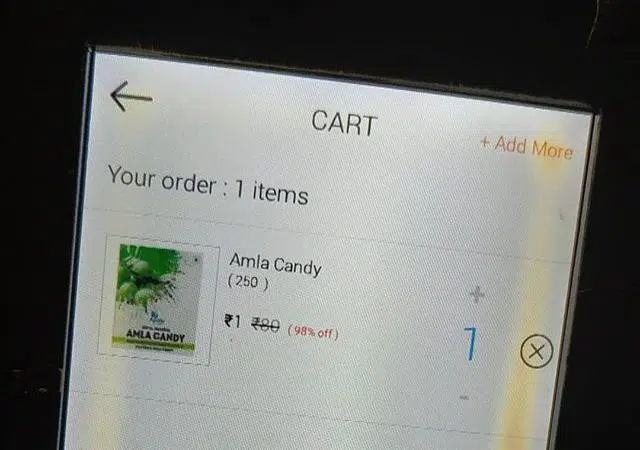 CART
+ Add More
Your order : 1 items
Amla Candy
(250 )
₹1 ₹80 (98% off)
+
1
-
AMLA CANDY